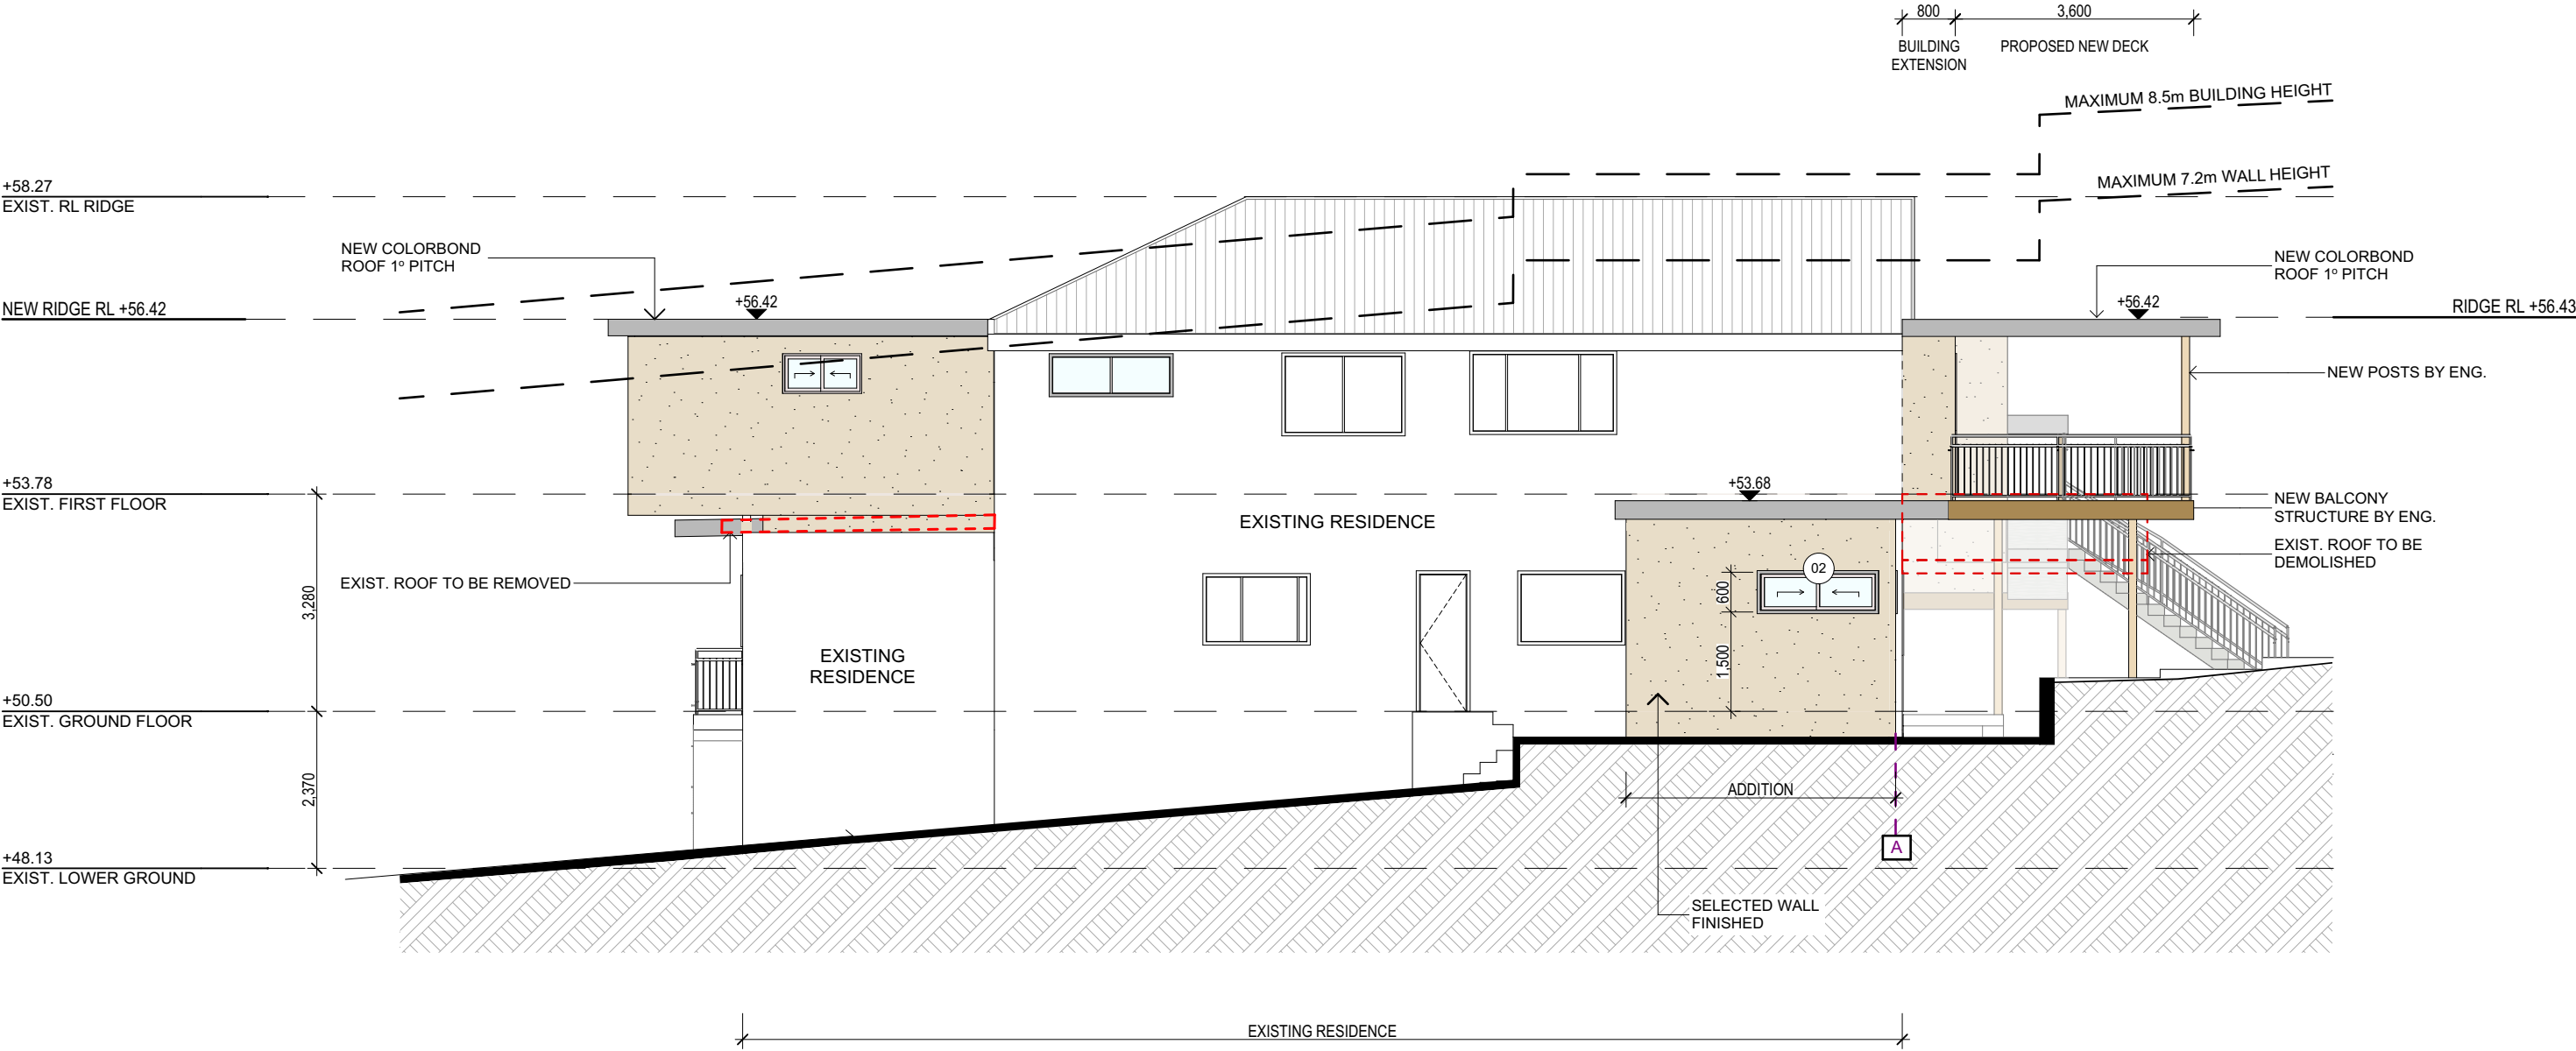 800
3,600
BUILDING
EXTENSION
PROPOSED NEW DECK
MAXIMUM 8.5m BUILDING HEIGHT
MAXIMUM 7.2m WALL HEIGHT
+58.27
EXIST. RL RIDGE
NEW COLORBOND
ROOF 1º PITCH
NEW COLORBOND
ROOF 1º PITCH
NEW RIDGE RL +56.42
+56.42
+56.42
RIDGE RL +56.43
NEW POSTS BY ENG.
+53.78
EXIST. FIRST FLOOR
+53.68
NEW BALCONY
STRUCTURE BY ENG.
EXISTING RESIDENCE
EXIST. ROOF TO BE
DEMOLISHED
EXIST. ROOF TO BE REMOVED
02
600
3,280
1,500
EXISTING
RESIDENCE
+50.50
EXIST. GROUND FLOOR
2,370
ADDITION
A
+48.13
EXIST. LOWER GROUND
SELECTED WALL
FINISHED
EXISTING RESIDENCE